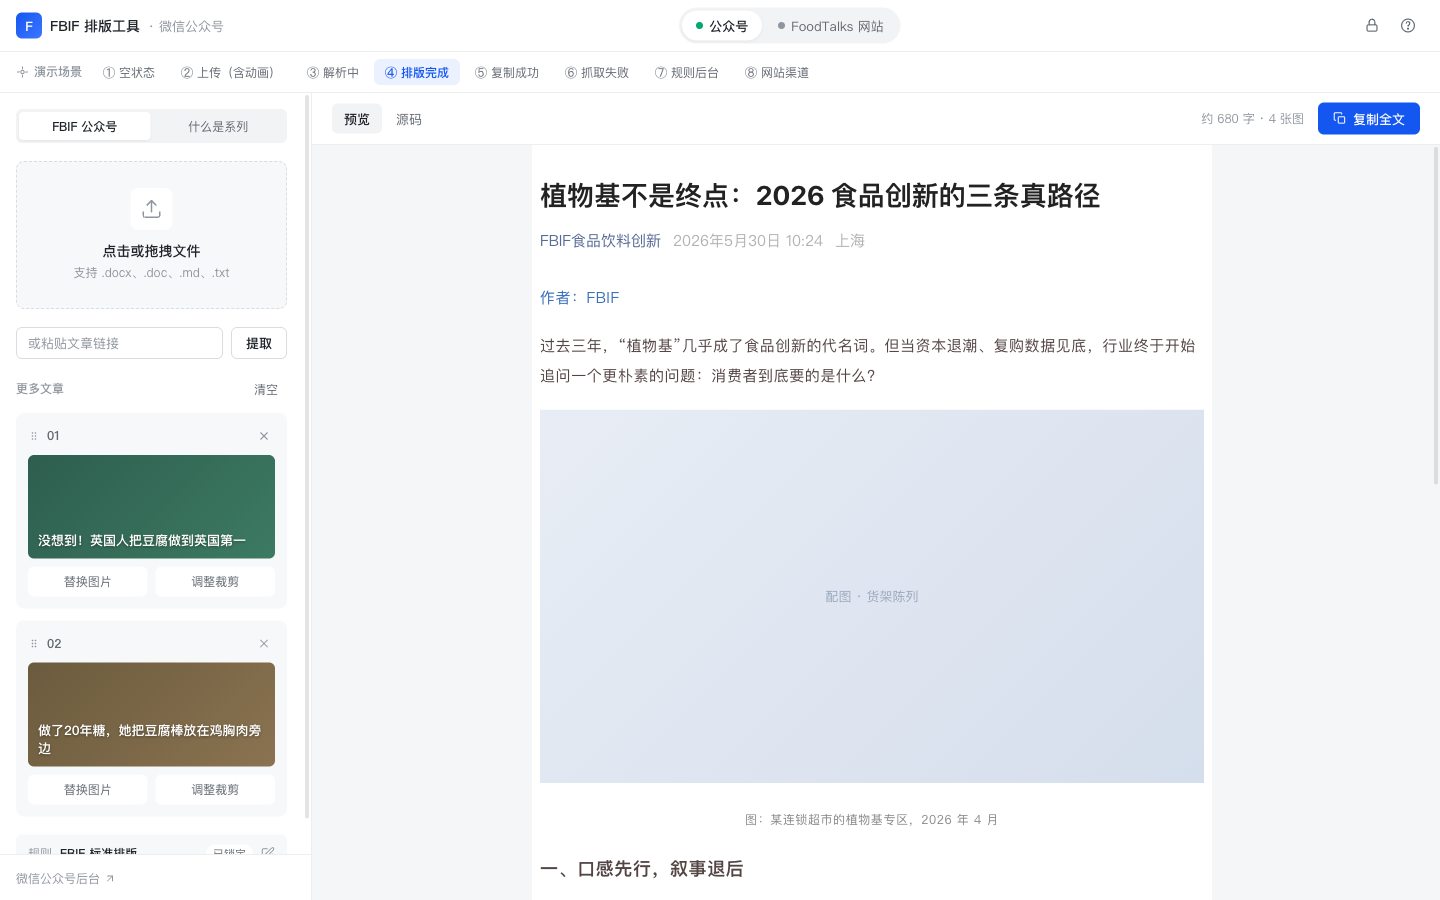 F FBIF 排版工具 · 微信公众号
公众号 FoodTalks 网站
演示场景 ① 空状态 ② 上传（含动画） ③ 解析中 ④ 排版完成 ⑤ 复制成功 ⑥ 抓取失败 ⑦ 规则后台 ⑧ 网站渠道
FBIF 公众号 什么是系列
点击或拖拽文件
支持 .docx、.doc、.md、.txt
或粘贴文章链接 提取
更多文章 清空
01
没想到！英国人把豆腐做到英国第一
替换图片 调整裁剪
02
做了20年糖，她把豆腐棒放在鸡胸肉旁
边
替换图片 调整裁剪
规则 FBIF 标准排版 已锁定
微信公众号后台
预览 源码 约 680 字 · 4 张图 复制全文
植物基不是终点：2026 食品创新的三条真路径
FBIF食品饮料创新 2026年5月30日 10:24 上海
作者：FBIF
过去三年，“植物基”几乎成了食品创新的代名词。但当资本退潮、复购数据见底，行业终于开始
追问一个更朴素的问题：消费者到底要的是什么？
配图 · 货架陈列
图：某连锁超市的植物基专区，2026 年 4 月
一、口感先行，叙事退后